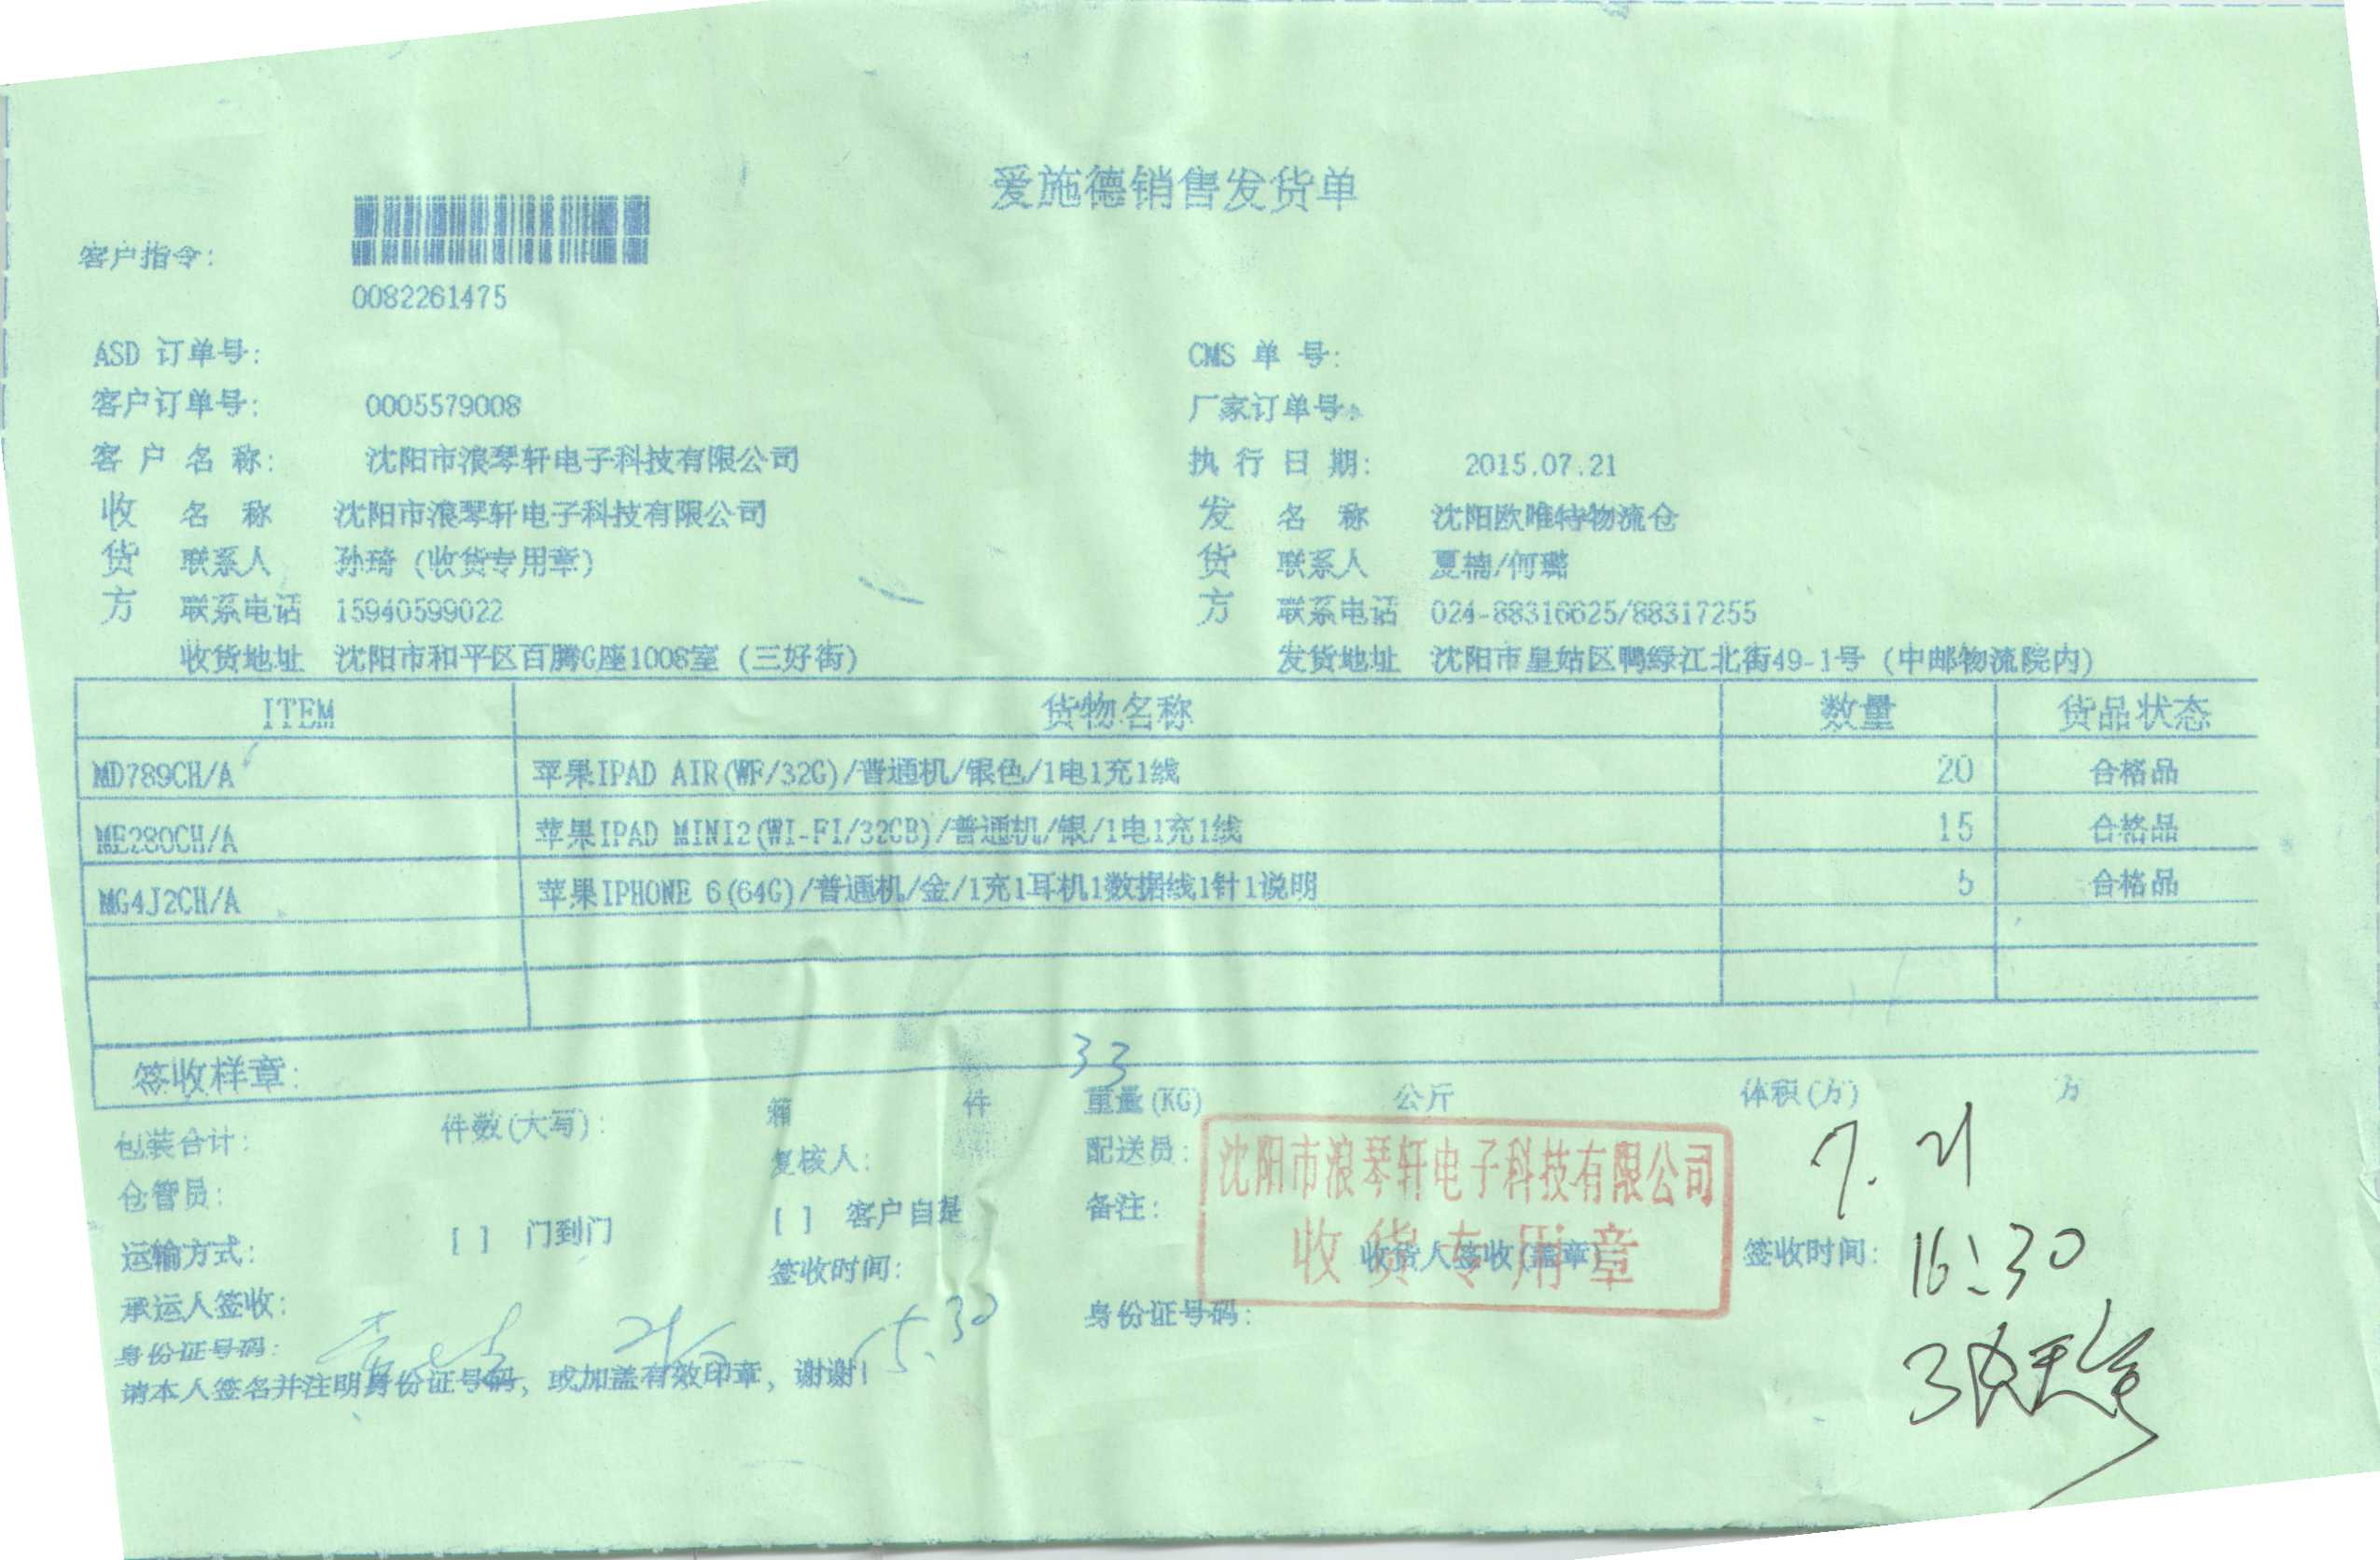 爱施德销售发货单
客户指令:
0082261475
ASD 订单号: CMS 单 号:
客户订单号: 0005579008 厂家订单号:
客 户 名 称: 沈阳市浪琴轩电子科技有限公司 执 行 日 期: 2015.07.21
收 名 称 沈阳市浪琴轩电子科技有限公司 发 名 称 沈阳欧唯特物流仓
货 联系人 孙琦 (收货专用章) 货 联系人 夏楠/何璐
方 联系电话 15940599022 方 联系电话 024-88316625/88317255
收货地址 沈阳市和平区百腾G座1008室 (三好街) 发货地址 沈阳市皇姑区鸭绿江北街49-1号 (中邮物流院内)
ITEM 货物名称 数量 货品状态
MD789CH/A 苹果IPAD AIR(WF/32G)/普通机/银色/1电1充1线 20 合格品
ME280CH/A 苹果IPAD MINI2(WI-FI/32GB)/普通机/银/1电1充1线 15 合格品
MG4J2CH/A 苹果IPHONE 6(64G)/普通机/金/1充1耳机1数据线1针1说明 5 合格品
签收样章:
33
包装合计: 件数(大写): 箱 件 重量(KG) 公斤 体积(方) 方
仓管员: 复核人: 配送员:
沈阳市浪琴轩电子科技有限公司
收货专用章
7.21
运输方式: [ ] 门到门 [ ] 客户自提 备注:
承运人签收: 签收时间: 收货人签收(盖章) 签收时间: 16:30
身份证号码: 15.30 身份证号码:
请本人签名并注明身份证号码, 或加盖有效印章, 谢谢!